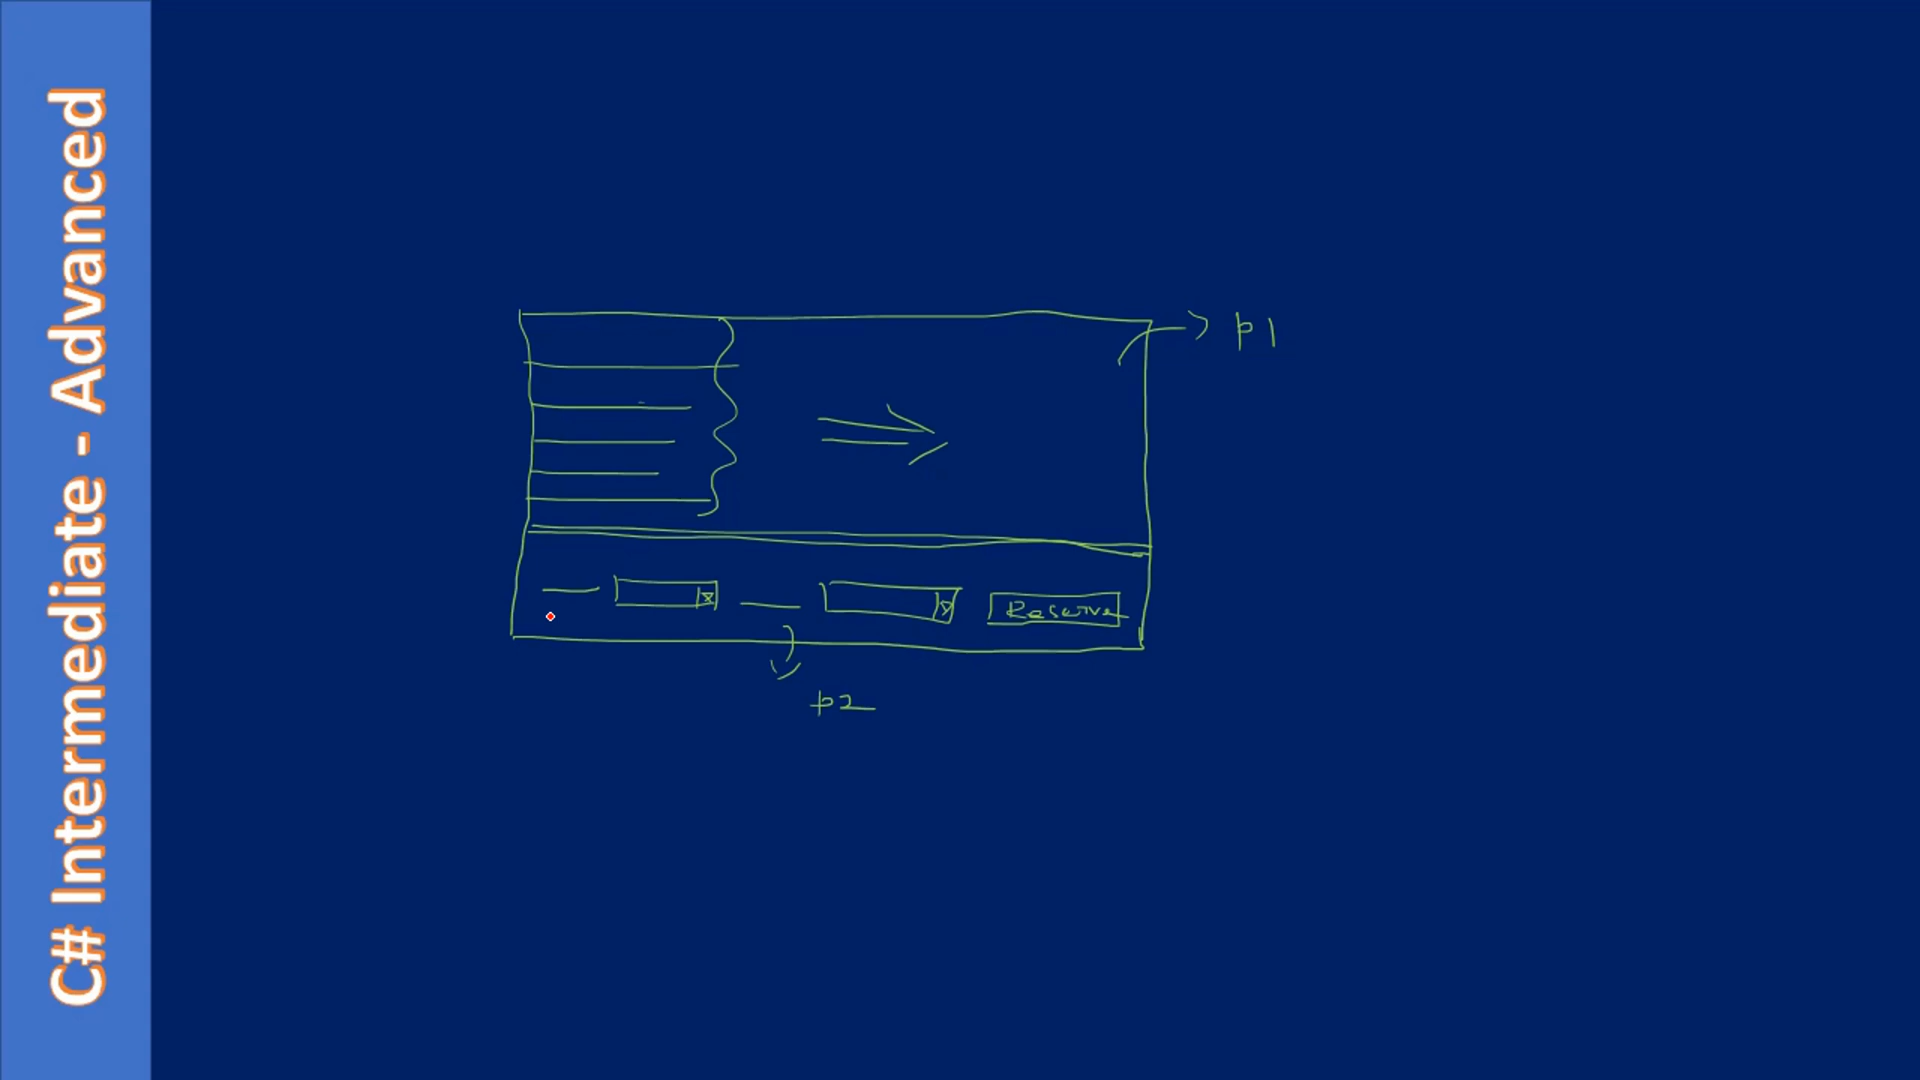 C# Intermediate - Advanced
p1
Reserve
p2